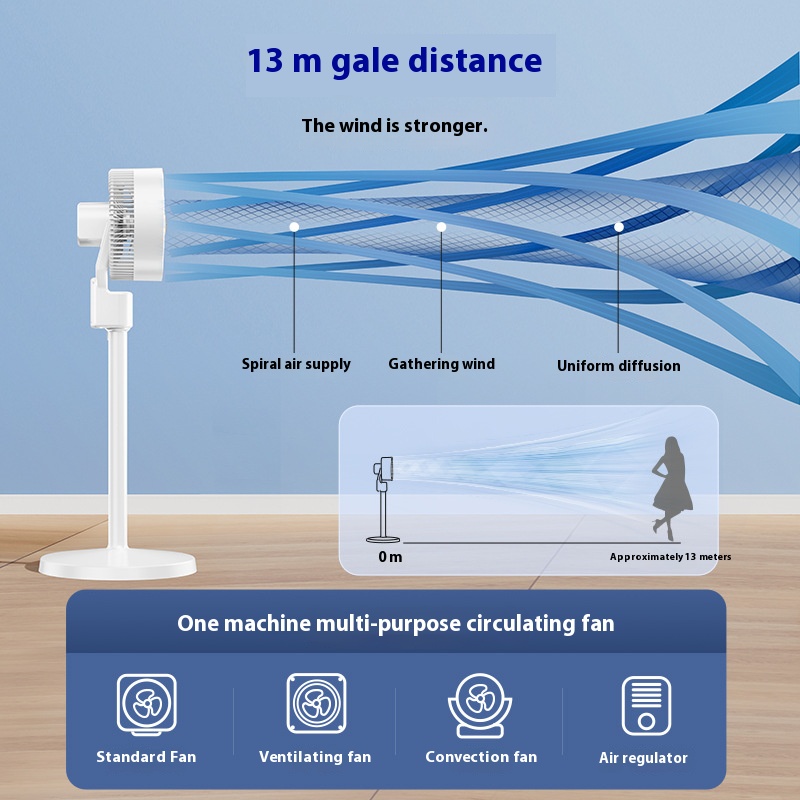 13 m gale distance
The wind is stronger.
Spiral air supply
Gathering wind
Uniform diffusion
0 m
Approximately 13 meters
One machine multi-purpose circulating fan
Standard Fan
Ventilating fan
Convection fan
Air regulator